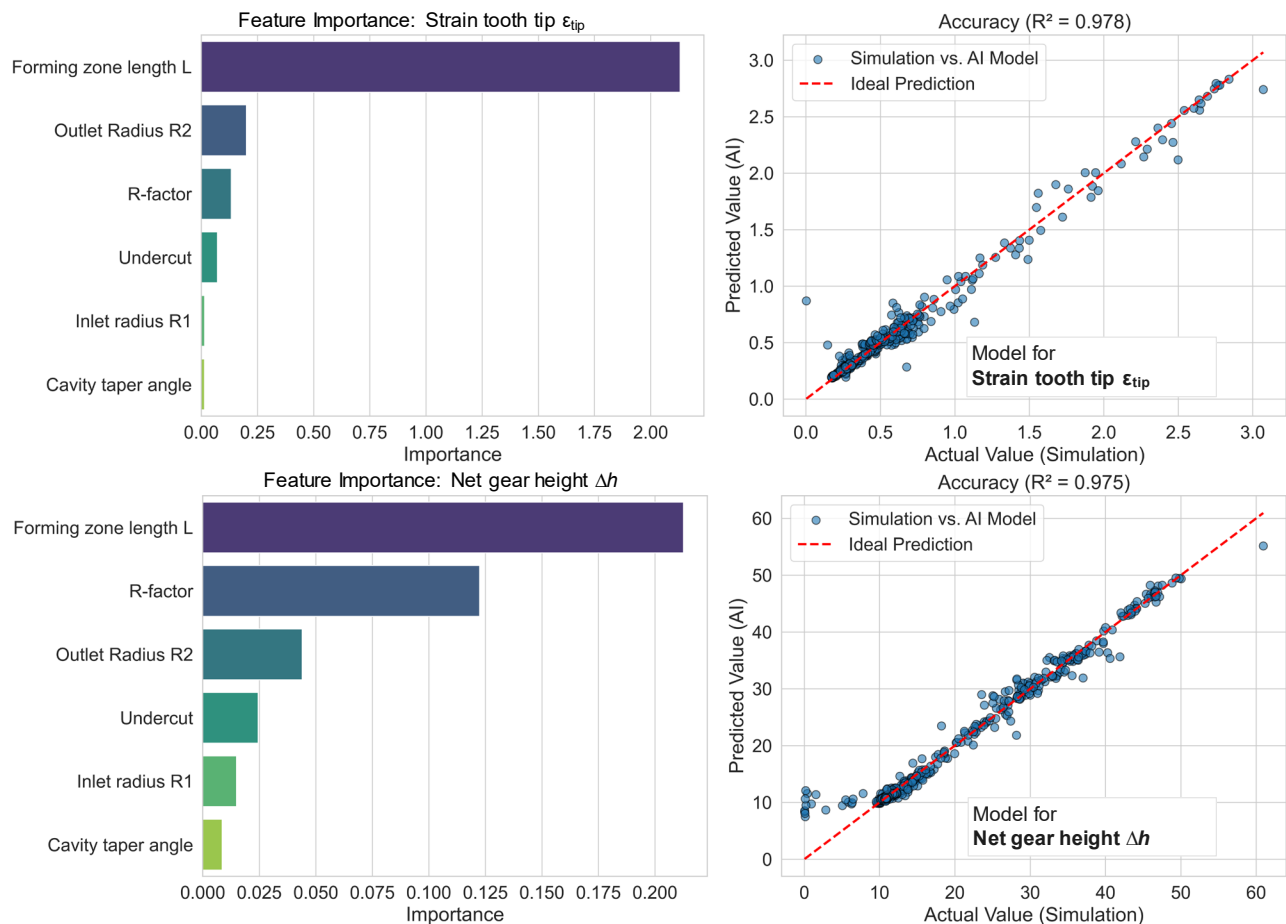 Feature Importance: Strain tooth tip ε_tip
Forming zone length L
Outlet Radius R2
R-factor
Undercut
Inlet radius R1
Cavity taper angle
0.00 0.25 0.50 0.75 1.00 1.25 1.50 1.75 2.00
Importance
Accuracy (R² = 0.978)
Simulation vs. AI Model
Ideal Prediction
Predicted Value (AI)
3.0
2.5
2.0
1.5
1.0
0.5
0.0
Model for
Strain tooth tip ε_tip
0.0 0.5 1.0 1.5 2.0 2.5 3.0
Actual Value (Simulation)
Feature Importance: Net gear height Δh
Forming zone length L
R-factor
Outlet Radius R2
Undercut
Inlet radius R1
Cavity taper angle
0.000 0.025 0.050 0.075 0.100 0.125 0.150 0.175 0.200
Importance
Accuracy (R² = 0.975)
Simulation vs. AI Model
Ideal Prediction
Predicted Value (AI)
60
50
40
30
20
10
0
Model for
Net gear height Δh
0 10 20 30 40 50 60
Actual Value (Simulation)